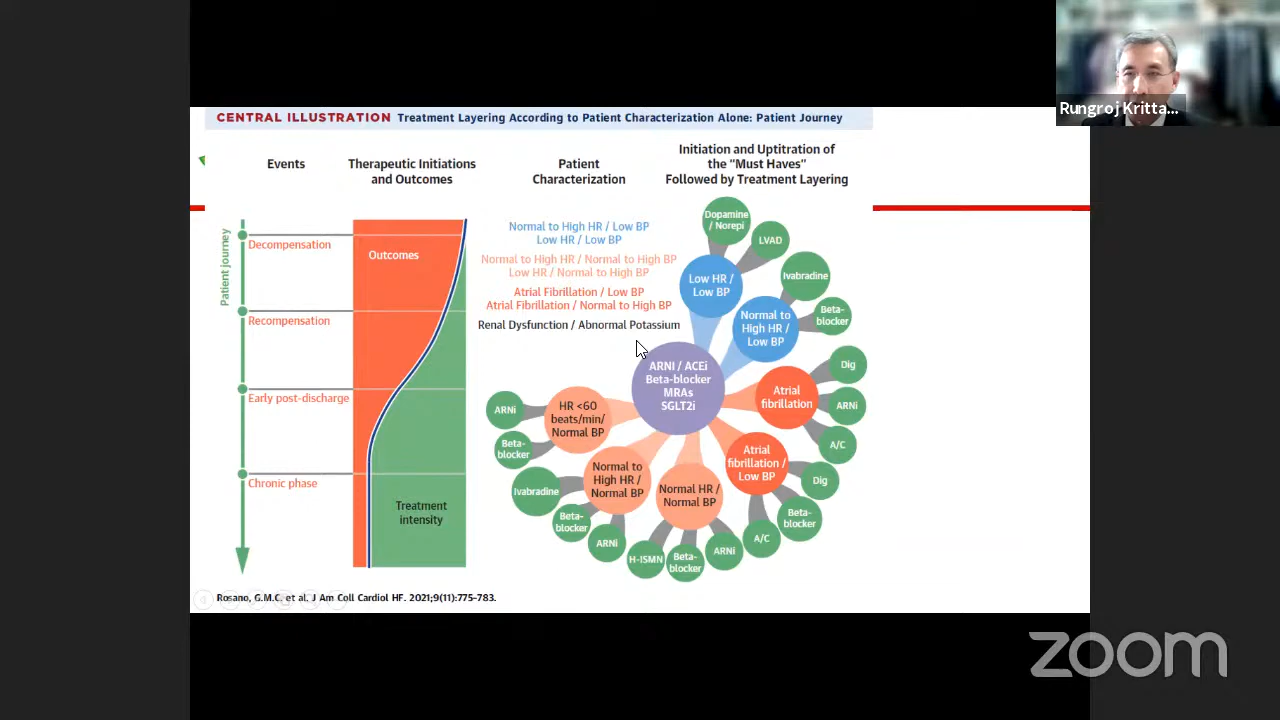 Rungroj Kritta...
CENTRAL ILLUSTRATION Treatment Layering According to Patient Characterization Alone: Patient Journey
Events
Therapeutic Initiations
and Outcomes
Patient
Characterization
Initiation and Uptitration of
the “Must Haves”
Followed by Treatment Layering
Patient journey
Decompensation
Recompensation
Early post-discharge
Chronic phase
Outcomes
Treatment
intensity
Normal to High HR / Low BP
Low HR / Low BP
Normal to High HR / Normal to High BP
Low HR / Normal to High BP
Atrial Fibrillation / Low BP
Atrial Fibrillation / Normal to High BP
Renal Dysfunction / Abnormal Potassium
ARNI / ACEi
Beta-blocker
MRAs
SGLT2i
Low HR /
Low BP
Dopamine
/ Norepi
LVAD
Normal to
High HR /
Low BP
Ivabradine
Beta-
blocker
Atrial
fibrillation
Dig
ARNi
A/C
Atrial
fibrillation /
Low BP
Dig
Beta-
blocker
A/C
Normal HR /
Normal BP
ARNi
Beta-
blocker
H-ISMN
Normal to
High HR /
Normal BP
ARNi
Beta-
blocker
Ivabradine
HR <60
beats/min/
Normal BP
Beta-
blocker
ARNi
Rosano, G.M.C. et al. J Am Coll Cardiol HF. 2021;9(11):775-783.
zoom